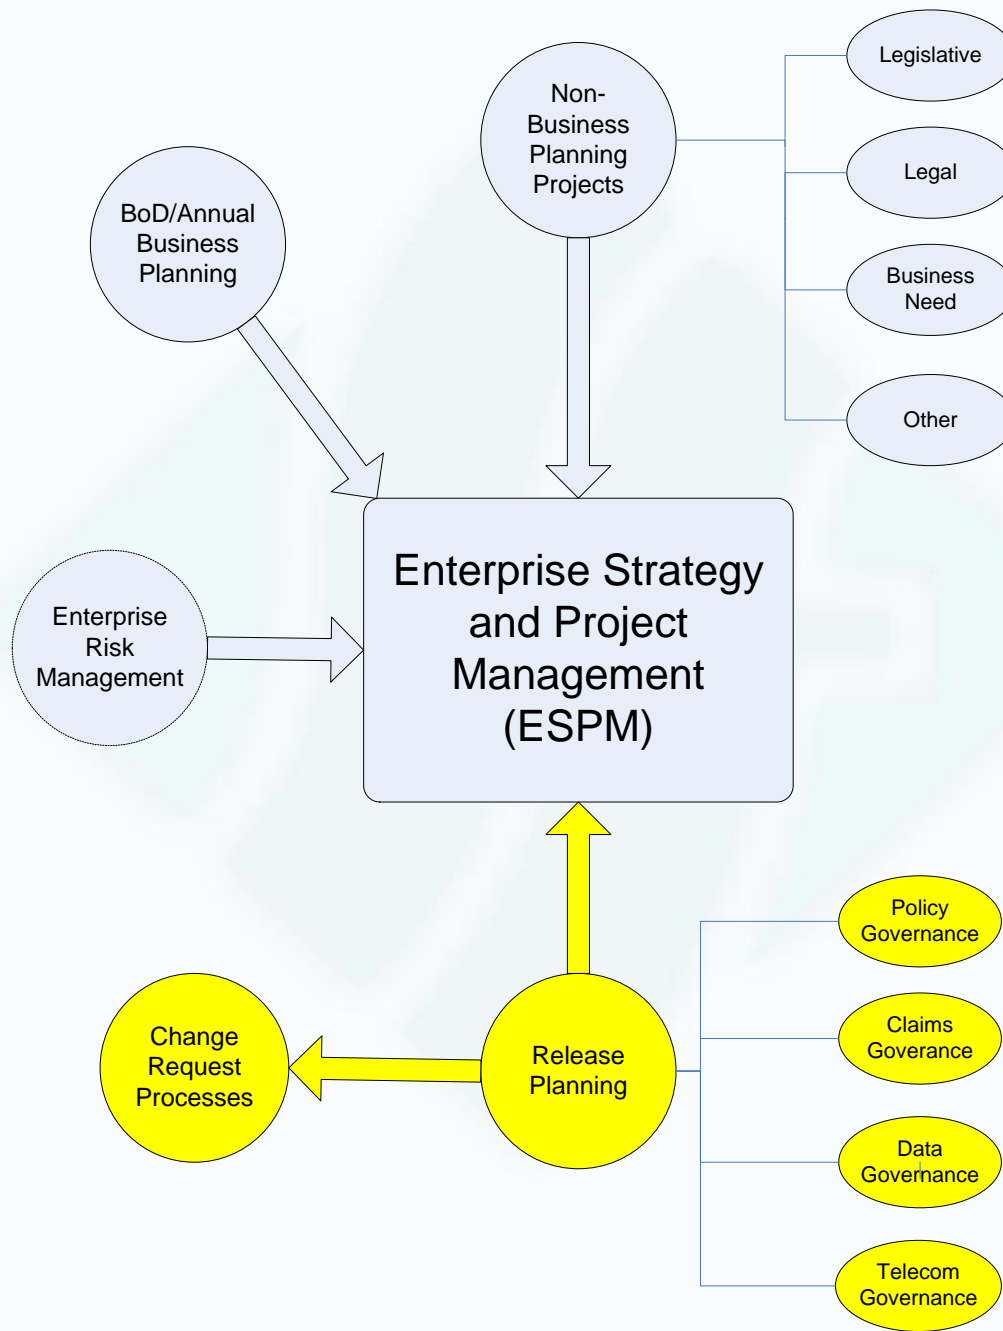 Legislative
Non-
Business
Planning
Projects
Legal
BoD/Annual
Business
Planning
Business
Need
Other
Enterprise Strategy
and Project
Management
(ESPM)
Enterprise
Risk
Management
Policy
Governance
Change
Request
Processes
Release
Planning
Claims
Goverance
Data
Governance
Telecom
Governance